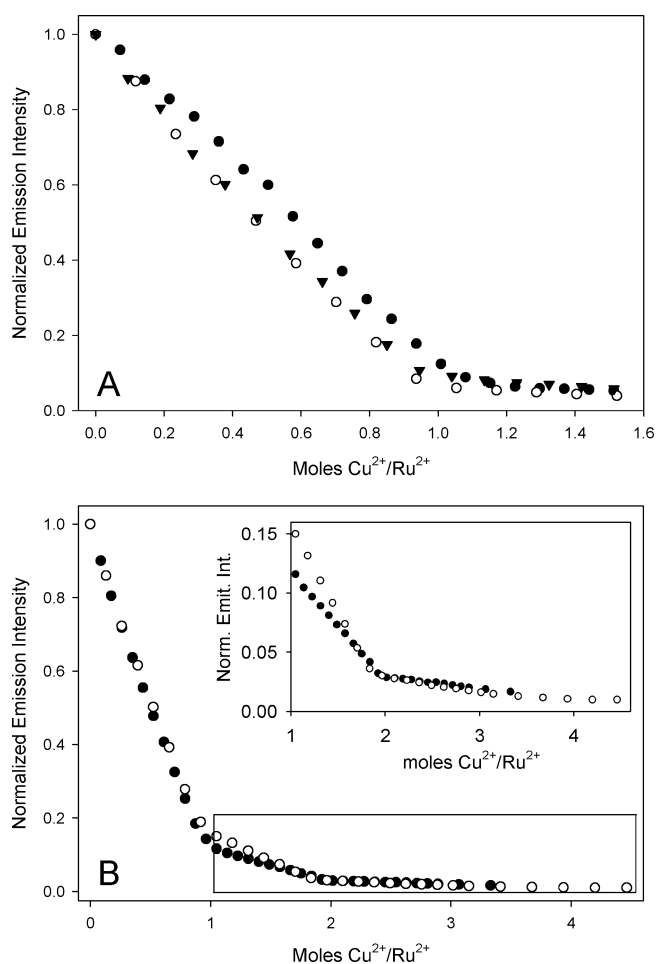 1.0
0.8
0.6
0.4
0.2
0.0
Normalized Emission Intensity
A
0.0 0.2 0.4 0.6 0.8 1.0 1.2 1.4 1.6
Moles Cu²⁺/Ru²⁺
1.0
0.8
0.6
0.4
0.2
0.0
Normalized Emission Intensity
0.15
0.10
0.05
0.00
Norm. Emit. Int.
1 2 3 4
moles Cu²⁺/Ru²⁺
B
0 1 2 3 4
Moles Cu²⁺/Ru²⁺